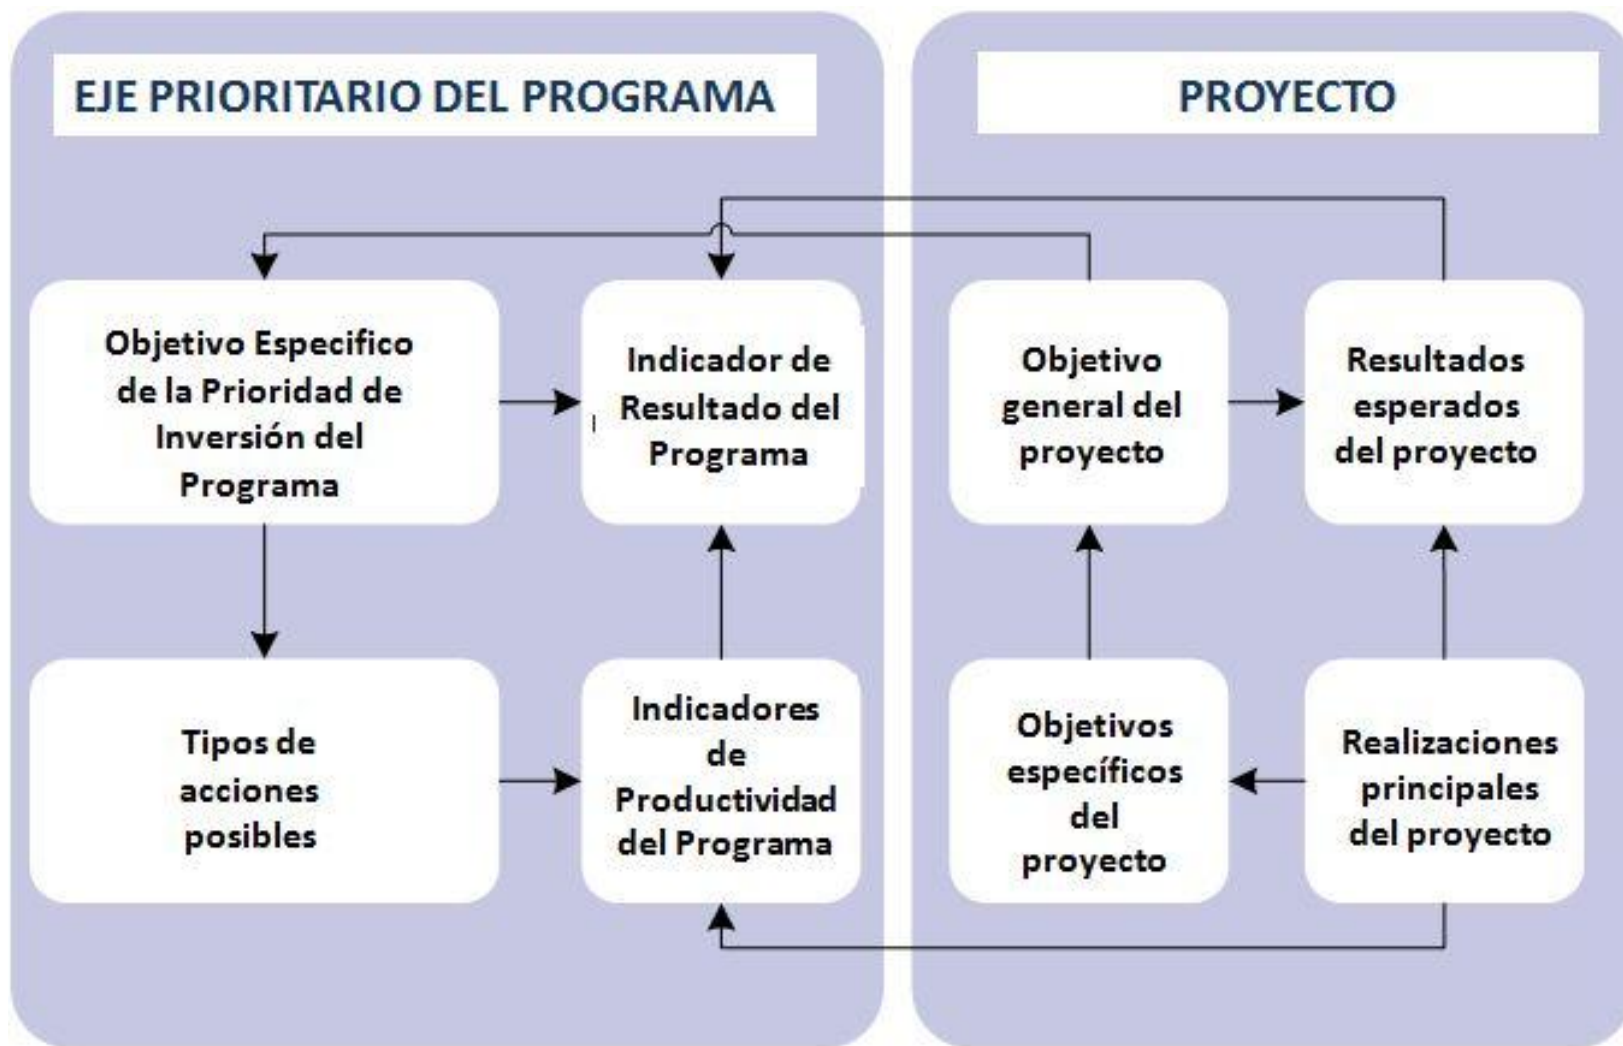 EJE PRIORITARIO DEL PROGRAMA
PROYECTO
Objetivo Especifico
de la Prioridad de
Inversión del
Programa
Indicador de
Resultado del
Programa
Objetivo
general del
proyecto
Resultados
esperados
del proyecto
Tipos de
acciones
posibles
Indicadores
de
Productividad
del Programa
Objetivos
específicos
del
proyecto
Realizaciones
principales
del proyecto